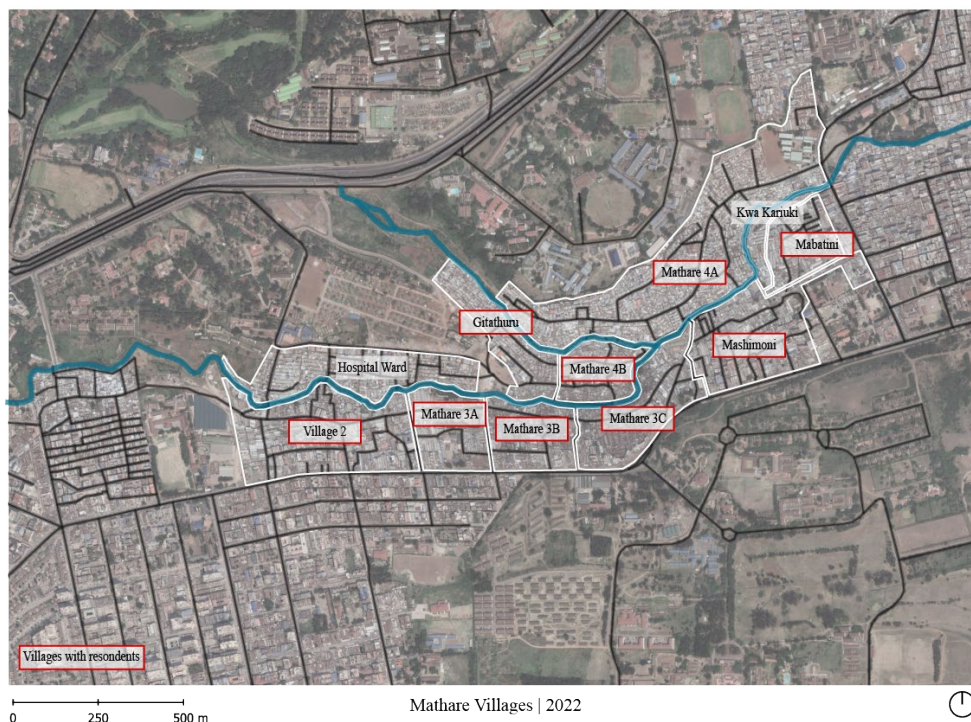 Kwa Kariuki
Mabatini
Mathare 4A
Gitathuru
Mashimoni
Hospital Ward
Mathare 4B
Mathare 3A
Mathare 3C
Village 2
Mathare 3B
Villages with resondents
0 250 500 m
Mathare Villages | 2022